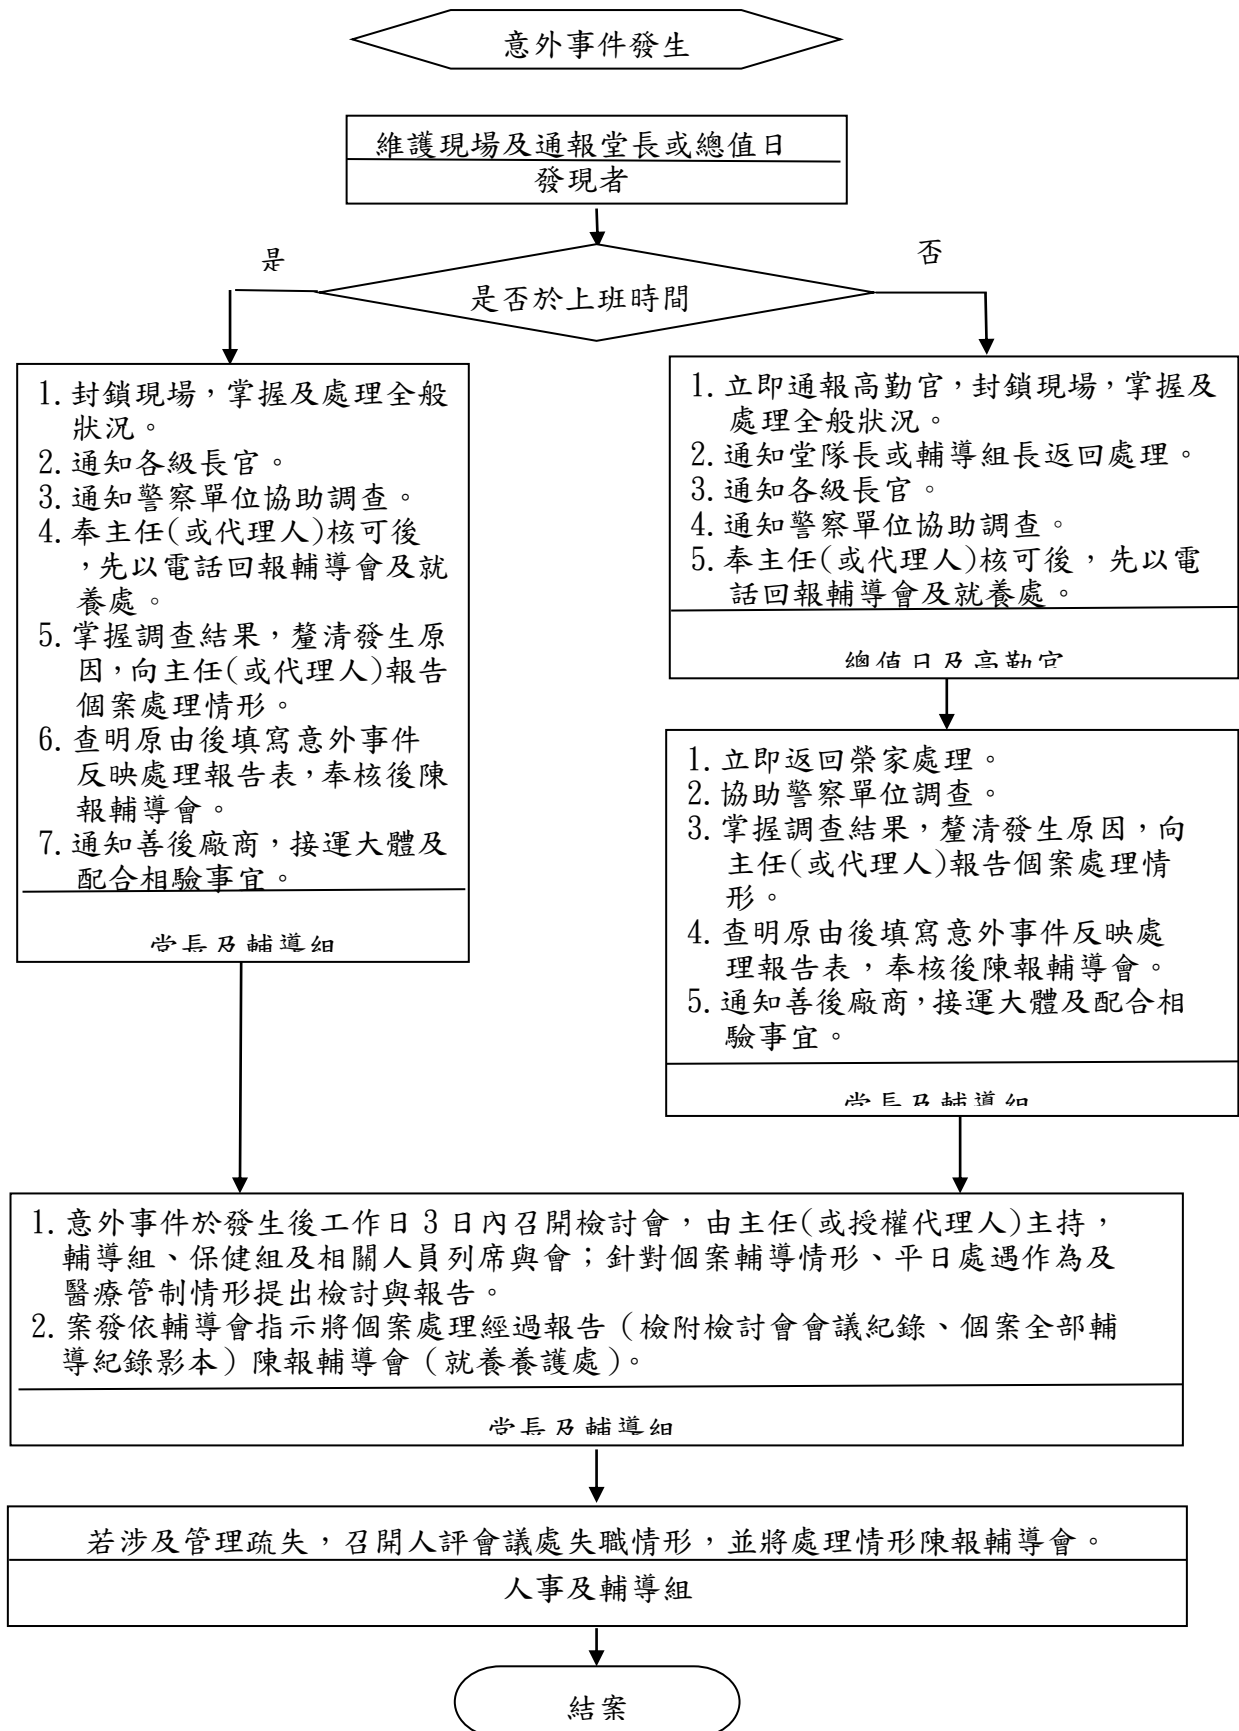 意外事件發生
維護現場及通報堂長或總值日
發現者
是
否
是否於上班時間
1.封鎖現場，掌握及處理全般
狀況。
2.通知各級長官。
3.通知警察單位協助調查。
4.奉主任(或代理人)核可後
，先以電話回報輔導會及就
養處。
5.掌握調查結果，釐清發生原
因，向主任(或代理人)報告
個案處理情形。
6.查明原由後填寫意外事件
反映處理報告表，奉核後陳
報輔導會。
7.通知善後廠商，接運大體及
配合相驗事宜。
堂長及輔導組
1.立即通報高勤官，封鎖現場，掌握及
處理全般狀況。
2.通知堂隊長或輔導組長返回處理。
3.通知各級長官。
4.通知警察單位協助調查。
5.奉主任(或代理人)核可後，先以電
話回報輔導會及就養處。
總值日及高勤官
1.立即返回榮家處理。
2.協助警察單位調查。
3.掌握調查結果，釐清發生原因，向
主任(或代理人)報告個案處理情
形。
4.查明原由後填寫意外事件反映處
理報告表，奉核後陳報輔導會。
5.通知善後廠商，接運大體及配合相
驗事宜。
堂長及輔導組
1.意外事件於發生後工作日3日內召開檢討會，由主任(或授權代理人)主持，
輔導組、保健組及相關人員列席與會；針對個案輔導情形、平日處遇作為及
醫療管制情形提出檢討與報告。
2.案發依輔導會指示將個案處理經過報告（檢附檢討會會議紀錄、個案全部輔
導紀錄影本）陳報輔導會（就養養護處）。
堂長及輔導組
若涉及管理疏失，召開人評會議處失職情形，並將處理情形陳報輔導會。
人事及輔導組
結案